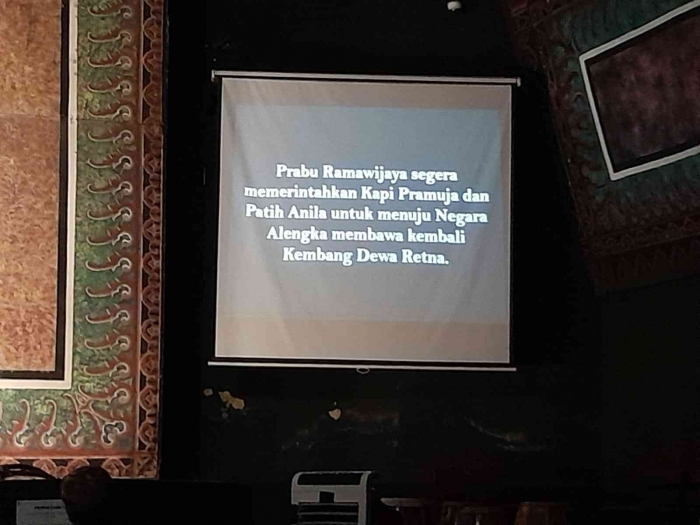 Prabu Ramawijaya segera
memerintahkan Kapi Pramuja dan
Patih Anila untuk menuju Negara
Alengka membawa kembali
Kembang Dewa Retna.